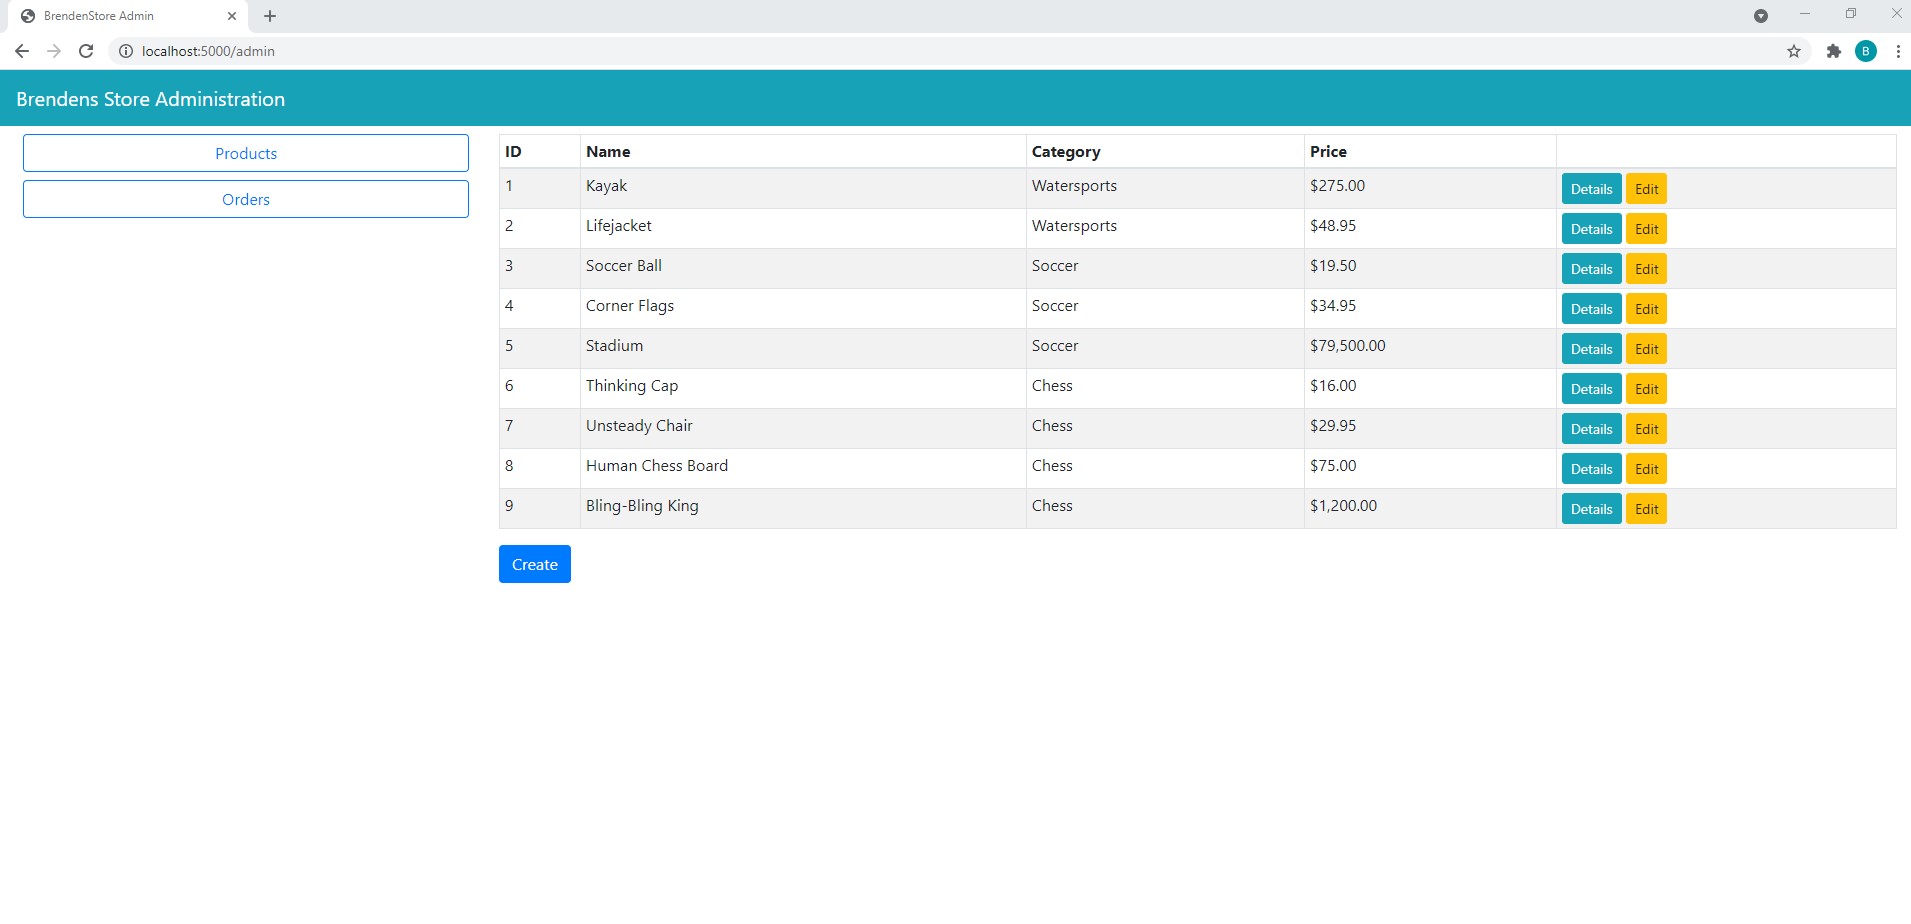 BrendenStore Admin
localhost:5000/admin
B
Brendens Store Administration
Products
Orders
ID Name Category Price
1 Kayak Watersports $275.00 Details Edit
2 Lifejacket Watersports $48.95 Details Edit
3 Soccer Ball Soccer $19.50 Details Edit
4 Corner Flags Soccer $34.95 Details Edit
5 Stadium Soccer $79,500.00 Details Edit
6 Thinking Cap Chess $16.00 Details Edit
7 Unsteady Chair Chess $29.95 Details Edit
8 Human Chess Board Chess $75.00 Details Edit
9 Bling-Bling King Chess $1,200.00 Details Edit
Create